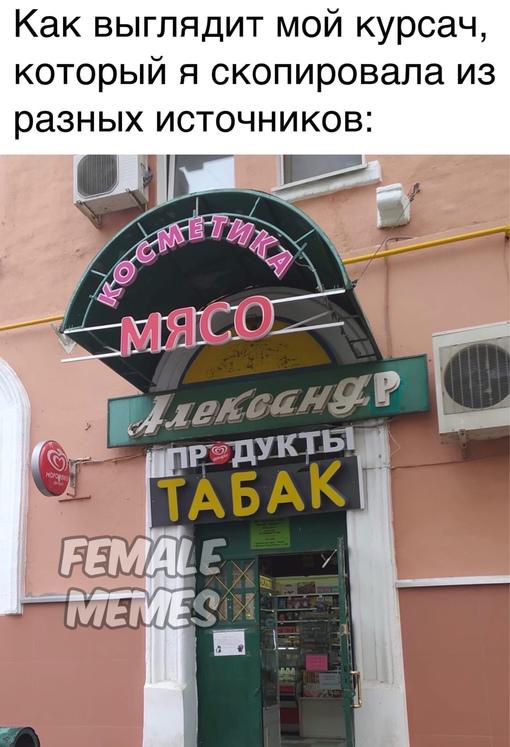 Как выглядит мой курсач,
который я скопировала из
разных источников:
КОСМЕТИКА
МЯСО
Александр
ПРОДУКТЫ
ТАБАК
FEMALE
MEMES